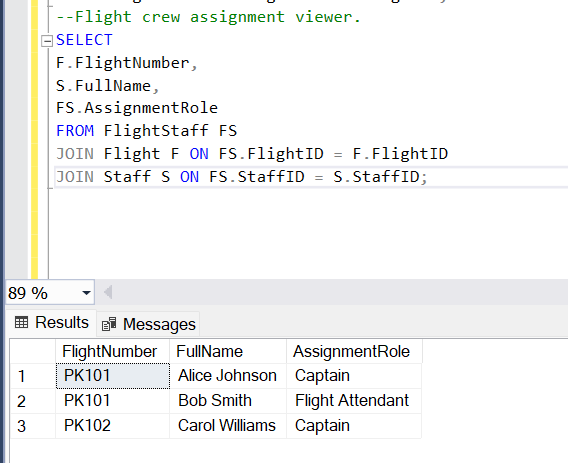 --Flight crew assignment viewer.
SELECT
F.FlightNumber,
S.FullName,
FS.AssignmentRole
FROM FlightStaff FS
JOIN Flight F ON FS.FlightID = F.FlightID
JOIN Staff S ON FS.StaffID = S.StaffID;
89 %
Results Messages
FlightNumber FullName AssignmentRole
1 PK101 Alice Johnson Captain
2 PK101 Bob Smith Flight Attendant
3 PK102 Carol Williams Captain